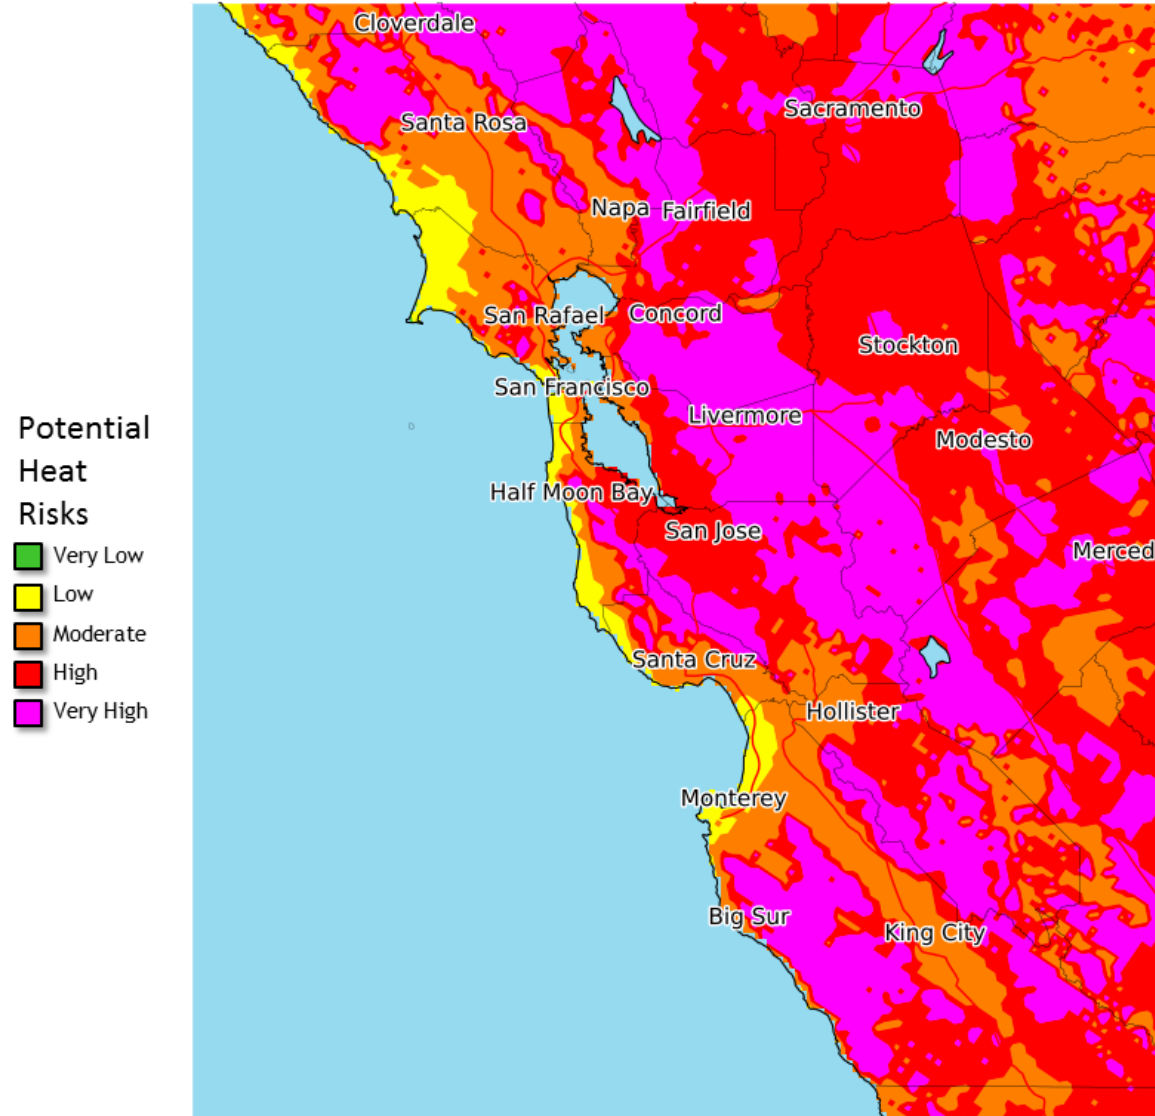 Cloverdale
Sacramento
Santa Rosa
Napa
Fairfield
San Rafael
Concord
Stockton
San Francisco
Livermore
Modesto
Potential
Heat
Risks
Half Moon Bay
San Jose
Merced
Very Low
Low
Moderate
High
Very High
Santa Cruz
Hollister
Monterey
Big Sur
King City